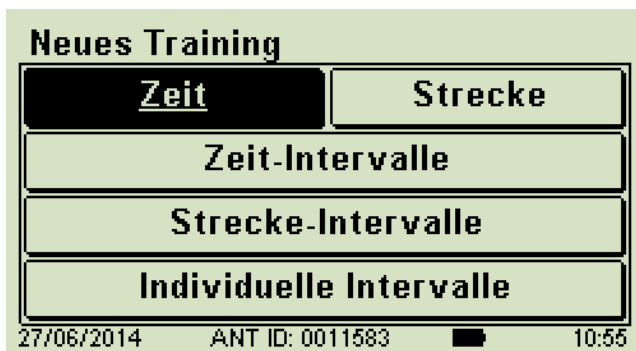 Neues Training
Zeit Strecke
Zeit-Intervalle
Strecke-Intervalle
Individuelle Intervalle
27/06/2014 ANT ID: 0011583 10:55